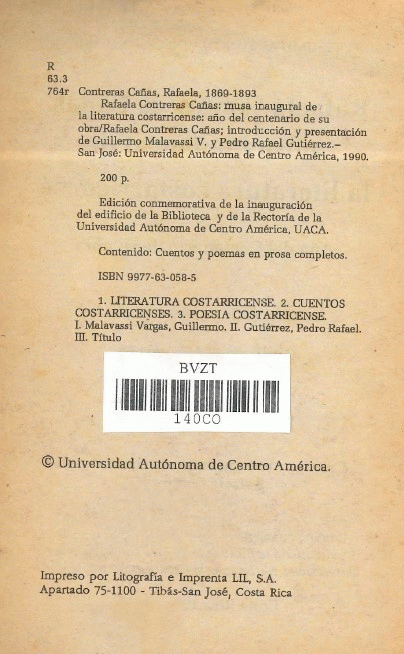 R
63.3
764r Contreras Cañas, Rafaela, 1869-1893
Rafaela Contreras Cañas: musa inaugural de
la literatura costarricense: año del centenario de su
obra/Rafaela Contreras Cañas; introducción y presentación
de Guillermo Malavassi V. y Pedro Rafael Gutiérrez.—
San José: Universidad Autónoma de Centro América, 1990.
200 p.
Edición conmemorativa de la inauguración
del edificio de la Biblioteca y de la Rectoría de la
Universidad Autónoma de Centro América, UACA.
Contenido: Cuentos y poemas en prosa completos.
ISBN 9977-63-058-5
1. LITERATURA COSTARRICENSE. 2. CUENTOS
COSTARRICENSES. 3. POESIA COSTARRICENSE.
I. Malavassi Vargas, Guillermo. II. Gutiérrez, Pedro Rafael.
III. Título
BVZT
140CO
© Universidad Autónoma de Centro América.
Impreso por Litografía e Imprenta LIL, S.A.
Apartado 75-1100 - Tibás-San José, Costa Rica